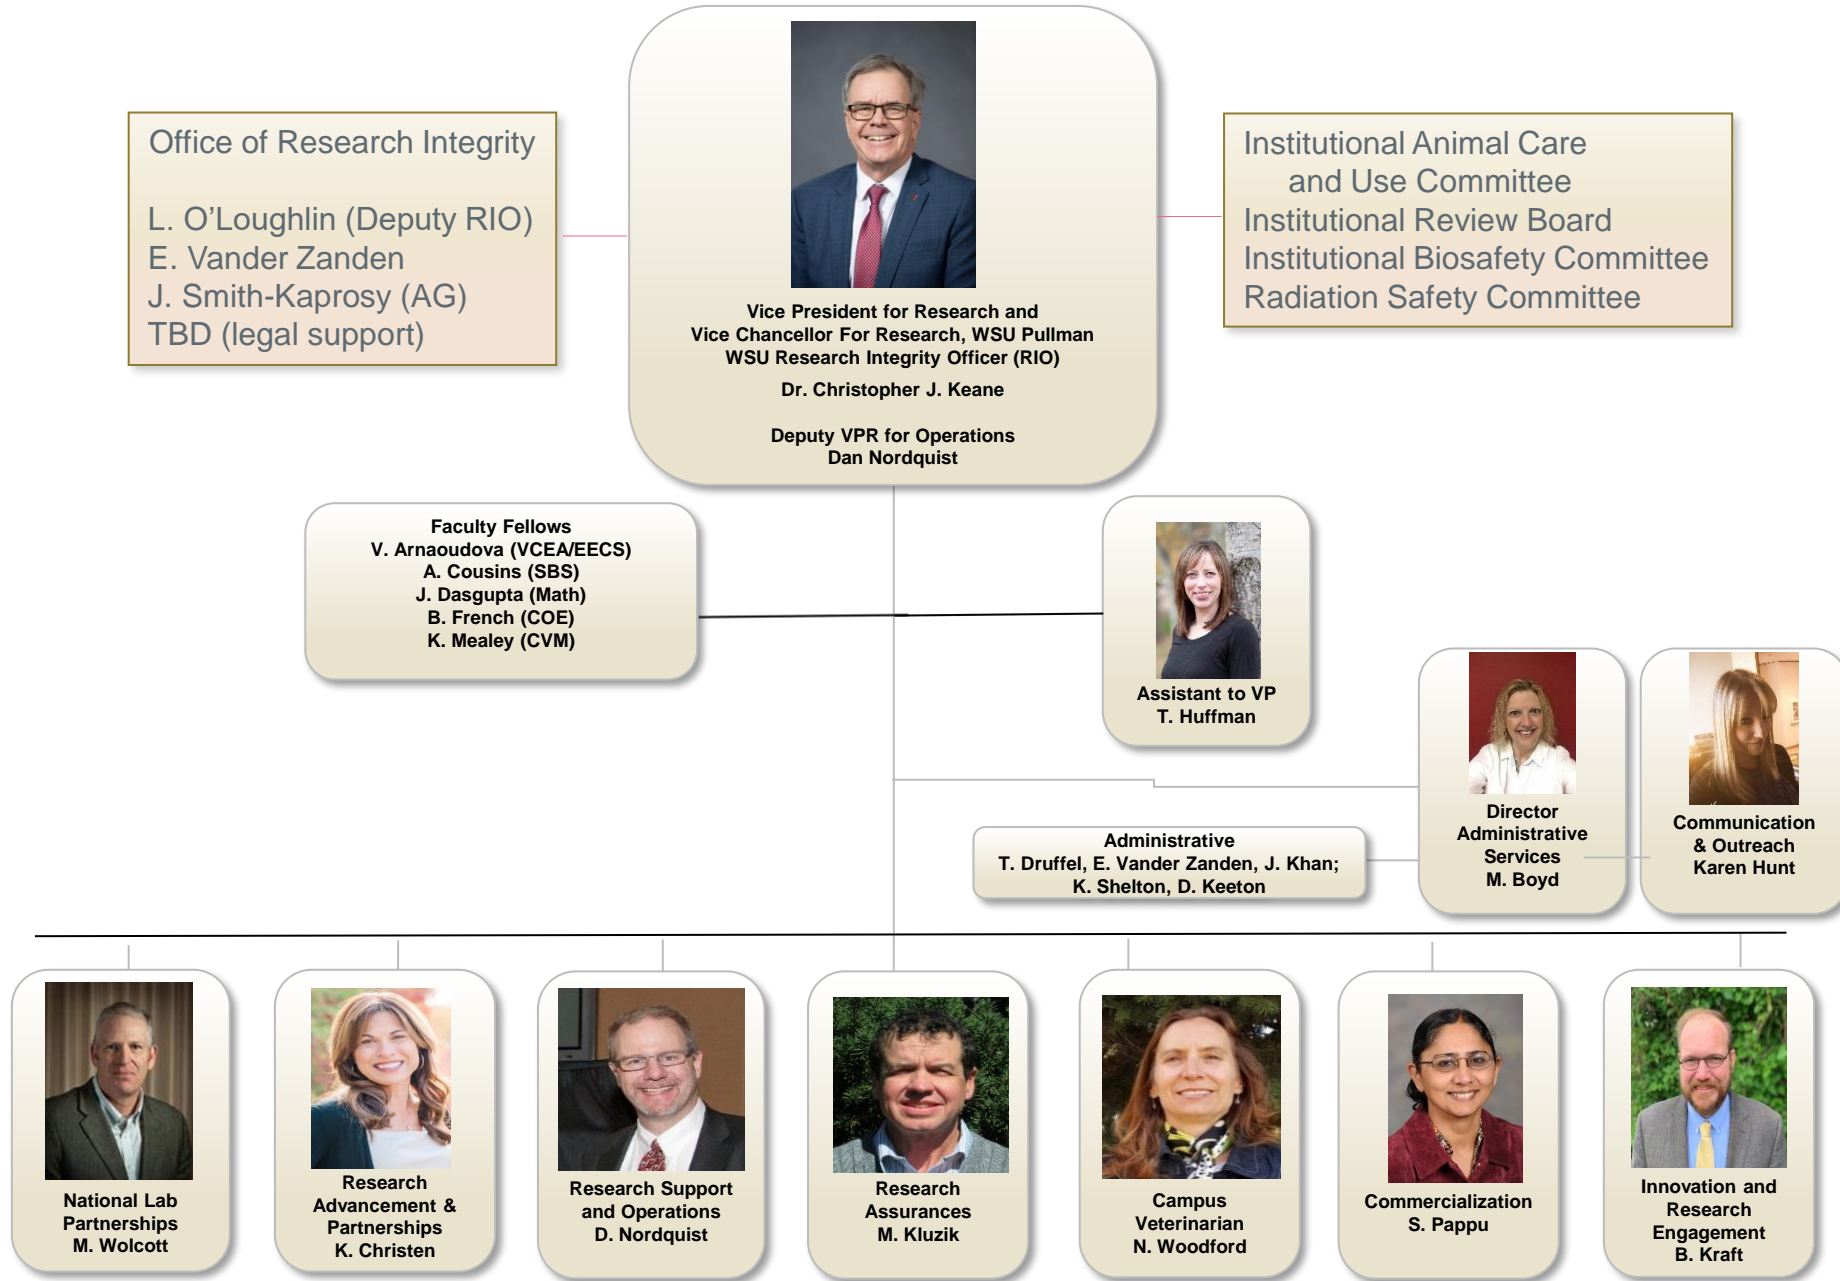 Office of Research Integrity
L. O'Loughlin (Deputy RIO)
E. Vander Zanden
J. Smith-Kaprosy (AG)
TBD (legal support)
Vice President for Research and
Vice Chancellor For Research, WSU Pullman
WSU Research Integrity Officer (RIO)
Dr. Christopher J. Keane
Deputy VPR for Operations
Dan Nordquist
Institutional Animal Care
and Use Committee
Institutional Review Board
Institutional Biosafety Committee
Radiation Safety Committee
Faculty Fellows
V. Arnaoudova (VCEA/EECS)
A. Cousins (SBS)
J. Dasgupta (Math)
B. French (COE)
K. Mealey (CVM)
Assistant to VP
T. Huffman
Director
Administrative
Services
M. Boyd
Communication
& Outreach
Karen Hunt
Administrative
T. Druffel, E. Vander Zanden, J. Khan;
K. Shelton, D. Keeton
National Lab
Partnerships
M. Wolcott
Research
Advancement &
Partnerships
K. Christen
Research Support
and Operations
D. Nordquist
Research
Assurances
M. Kluzik
Campus
Veterinarian
N. Woodford
Commercialization
S. Pappu
Innovation and
Research
Engagement
B. Kraft